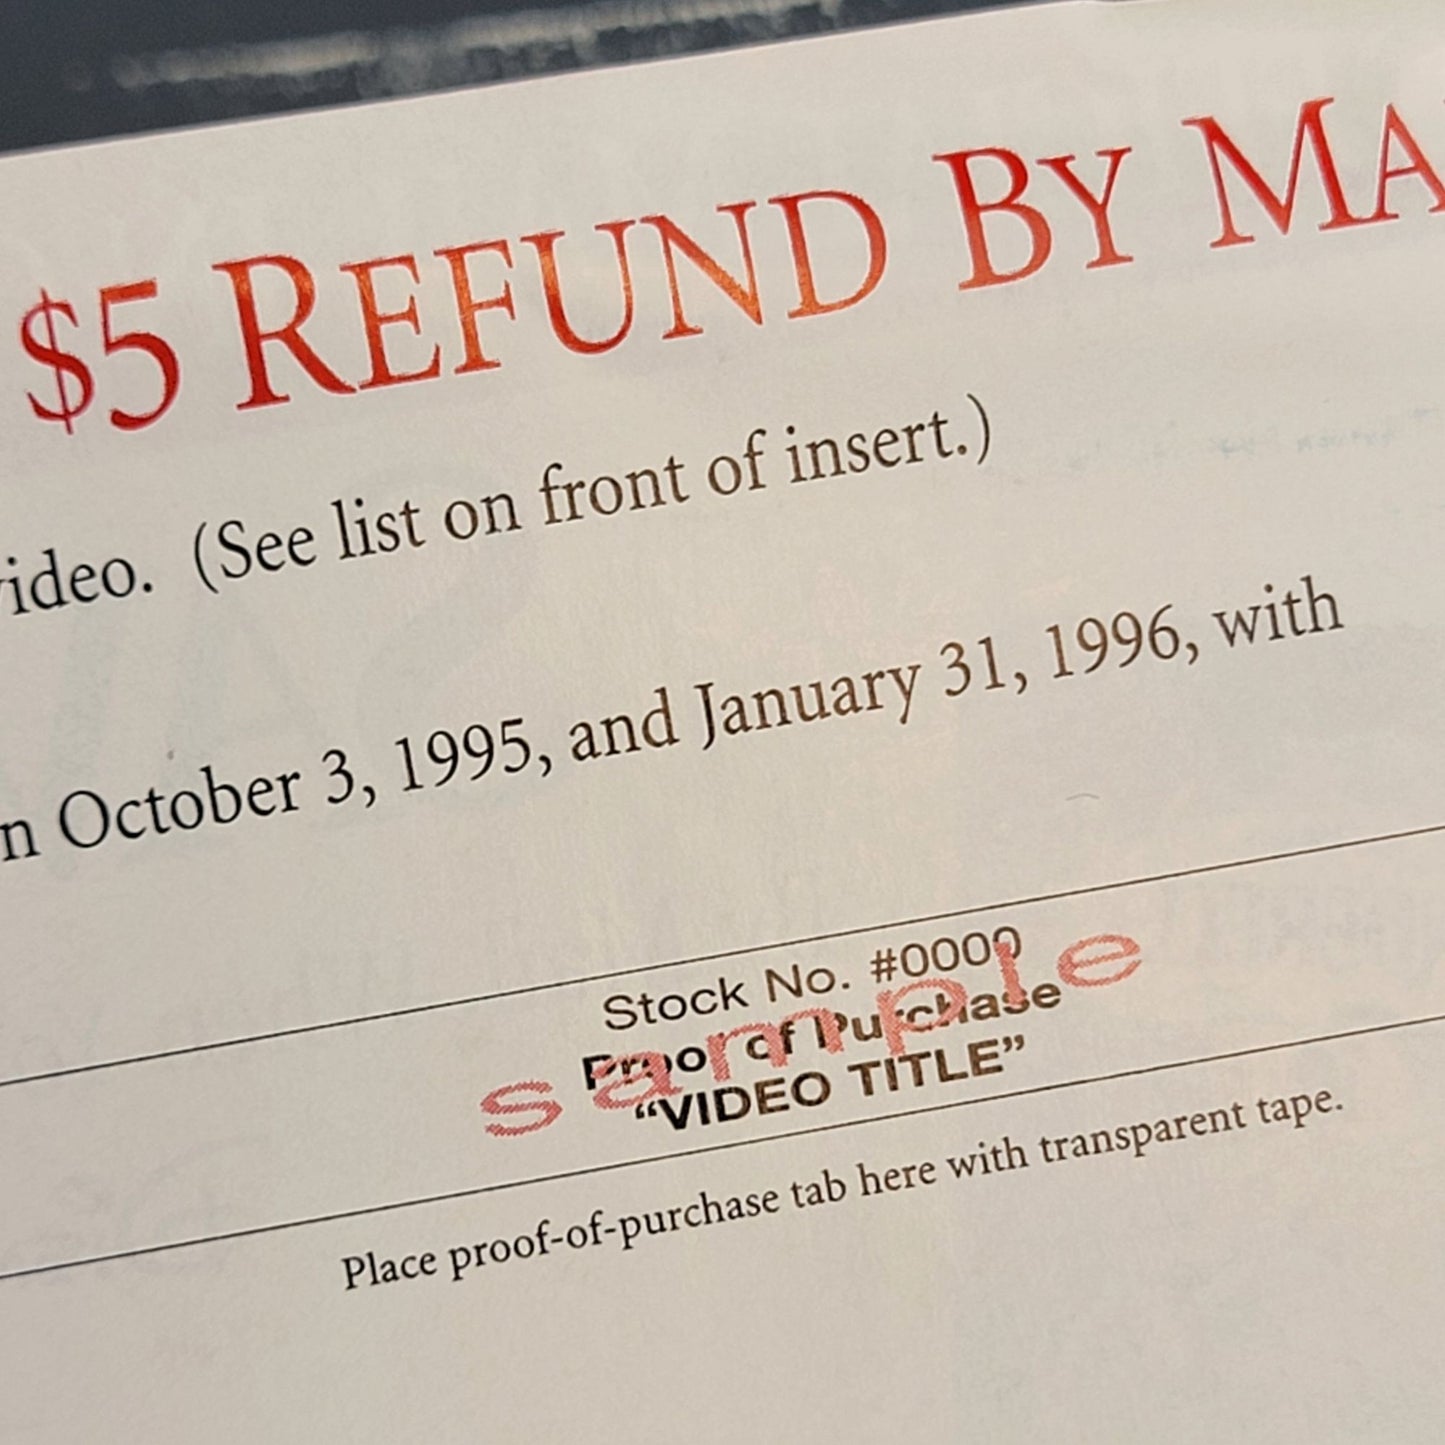 $5 REFUND BY MA
video. (See list on front of insert.)
n October 3, 1995, and January 31, 1996, with
Stock No. #0000
Proof of Purchase
"VIDEO TITLE"
sample
Place proof-of-purchase tab here with transparent tape.